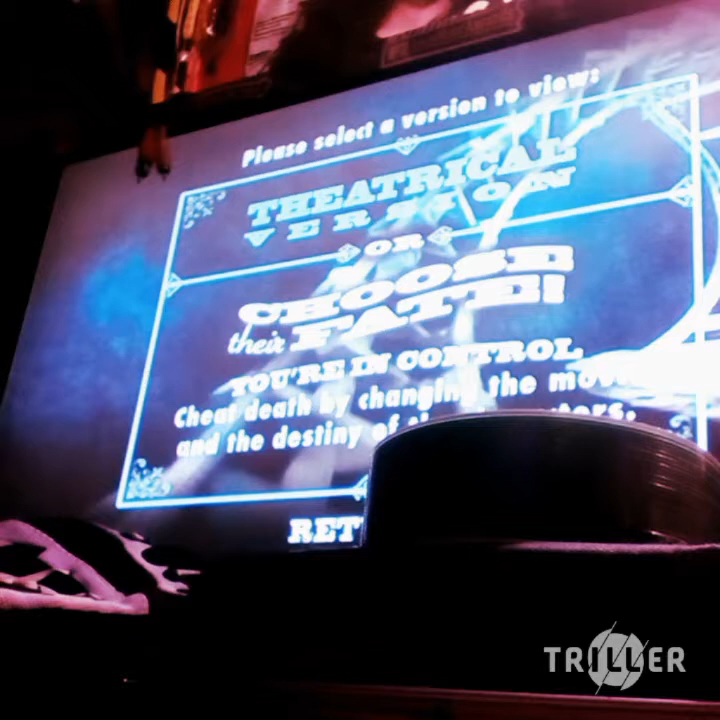 Please select a version to view:
THEATRICAL
VERSION
OR
CHOOSE
their FATE!
YOU'RE IN CONTROL
Cheat death by changing the
and the destiny of
TRILLER